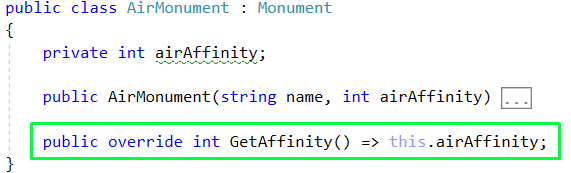 public class AirMonument : Monument
{
private int airAffinity;
public AirMonument(string name, int airAffinity) ...
public override int GetAffinity() => this.airAffinity;
}